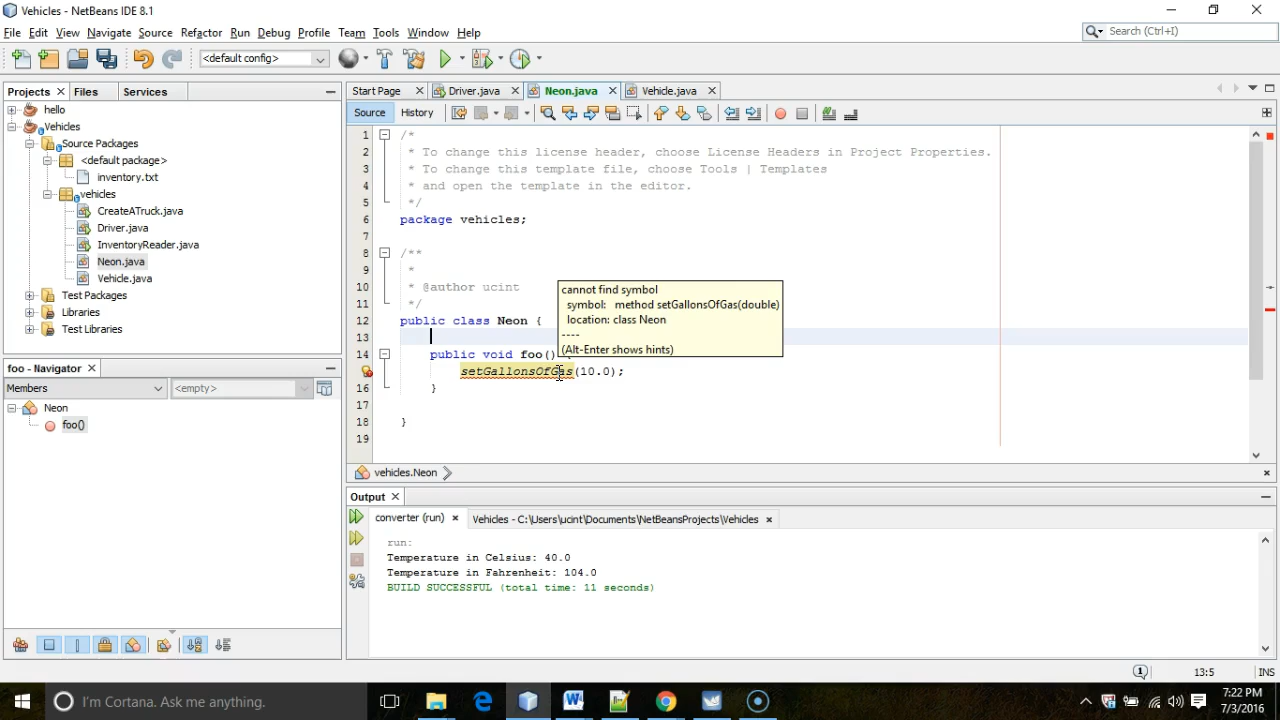 Vehicles - NetBeans IDE 8.1
File Edit View Navigate Source Refactor Run Debug Profile Team Tools Window Help
Search (Ctrl+I)
<default config>
Projects
Files
Services
hello
Vehicles
Source Packages
<default package>
inventory.txt
vehicles
CreateATruck.java
Driver.java
InventoryReader.java
Neon.java
Vehicle.java
Test Packages
Libraries
Test Libraries
foo - Navigator
Members
<empty>
Neon
foo()
Start Page
Driver.java
Neon.java
Vehicle.java
Source
History
1 /*
2 * To change this license header, choose License Headers in Project Properties.
3 * To change this template file, choose Tools | Templates
4 * and open the template in the editor.
5 */
6 package vehicles;
7
8 /**
9 *
10 * @author ucint
11 */
12 public class Neon {
13
14 public void foo()
setGallonsOfGas(10.0);
16 }
17
18 }
19
cannot find symbol
symbol: method setGallonsOfGas(double)
location: class Neon
----
(Alt-Enter shows hints)
vehicles.Neon
Output
converter (run)
Vehicles - C:\Users\ucint\Documents\NetBeansProjects\Vehicles
run:
Temperature in Celsius: 40.0
Temperature in Fahrenheit: 104.0
BUILD SUCCESSFUL (total time: 11 seconds)
1
13:5
INS
I'm Cortana. Ask me anything.
7:22 PM
7/3/2016